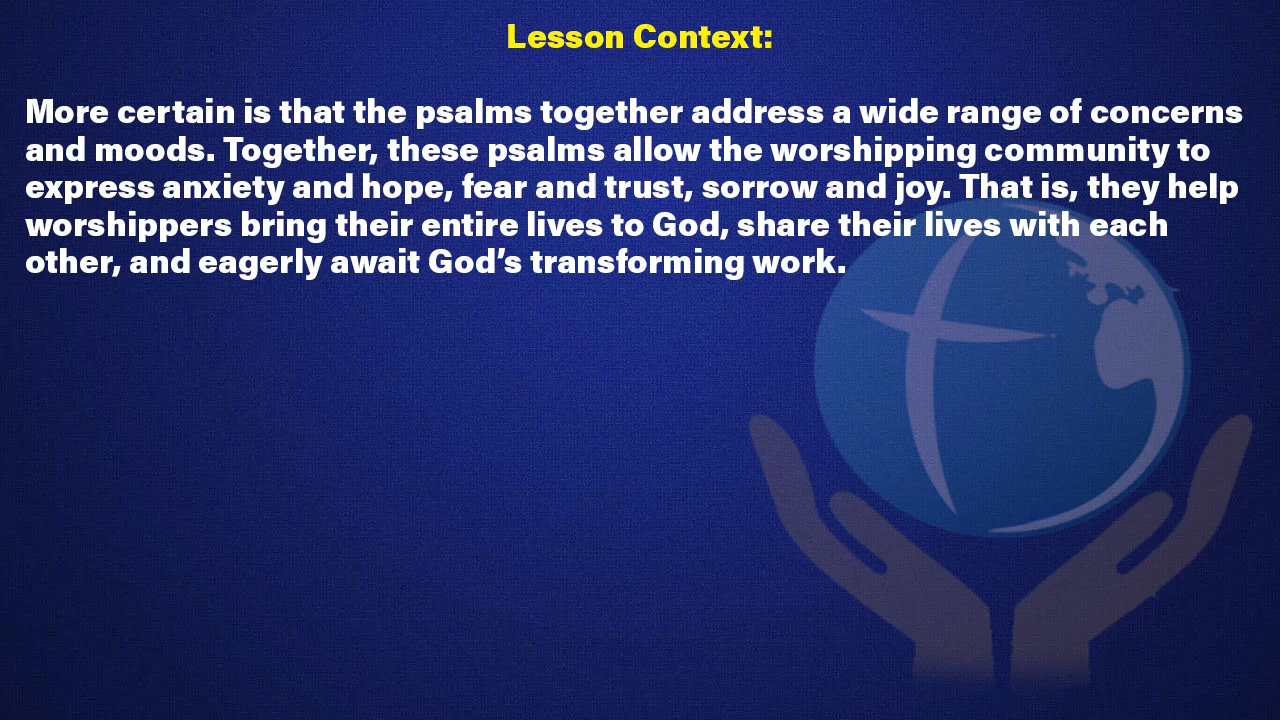 Lesson Context:
More certain is that the psalms together address a wide range of concerns
and moods. Together, these psalms allow the worshipping community to
express anxiety and hope, fear and trust, sorrow and joy. That is, they help
worshippers bring their entire lives to God, share their lives with each
other, and eagerly await God’s transforming work.